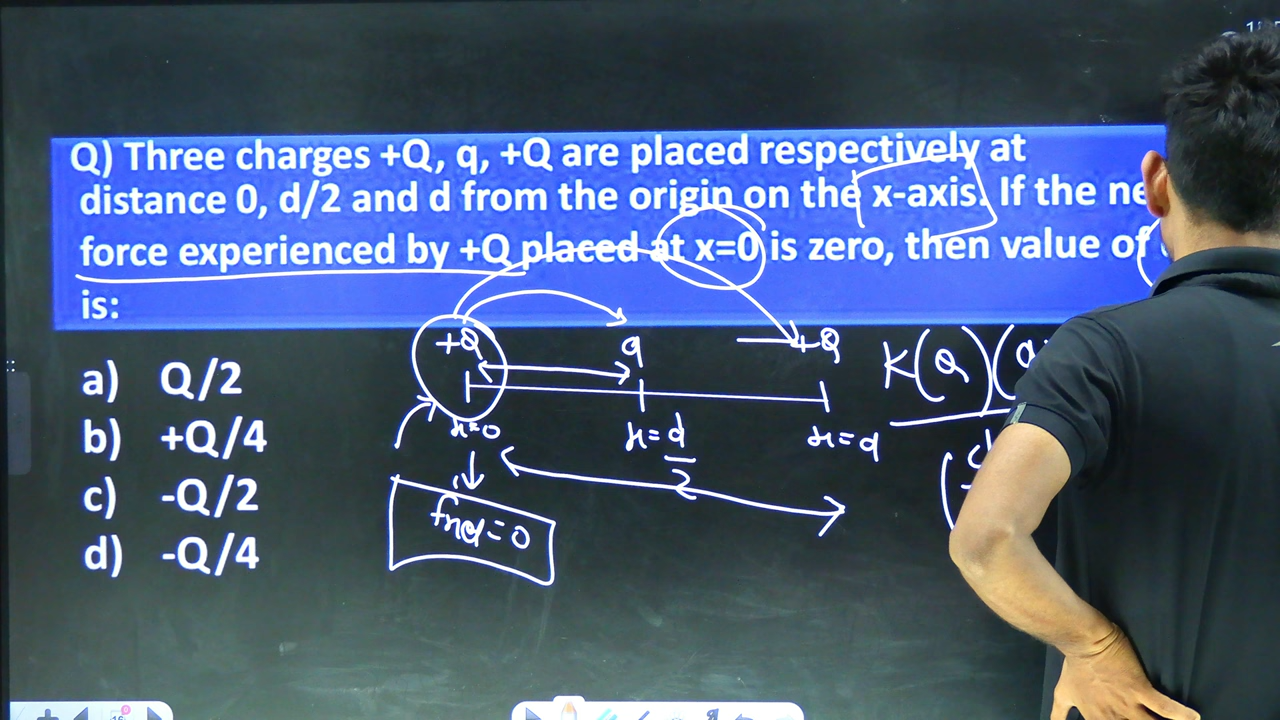 Q) Three charges +Q, q, +Q are placed respectively at
distance 0, d/2 and d from the origin on the x-axis. If the ne
force experienced by +Q placed at x=0 is zero, then value of
is:
a) Q/2
b) +Q/4
c) -Q/2
d) -Q/4
+Q q +Q
x=0 x=d/2 x=d
fnet=0
K(Q)(Q
(d